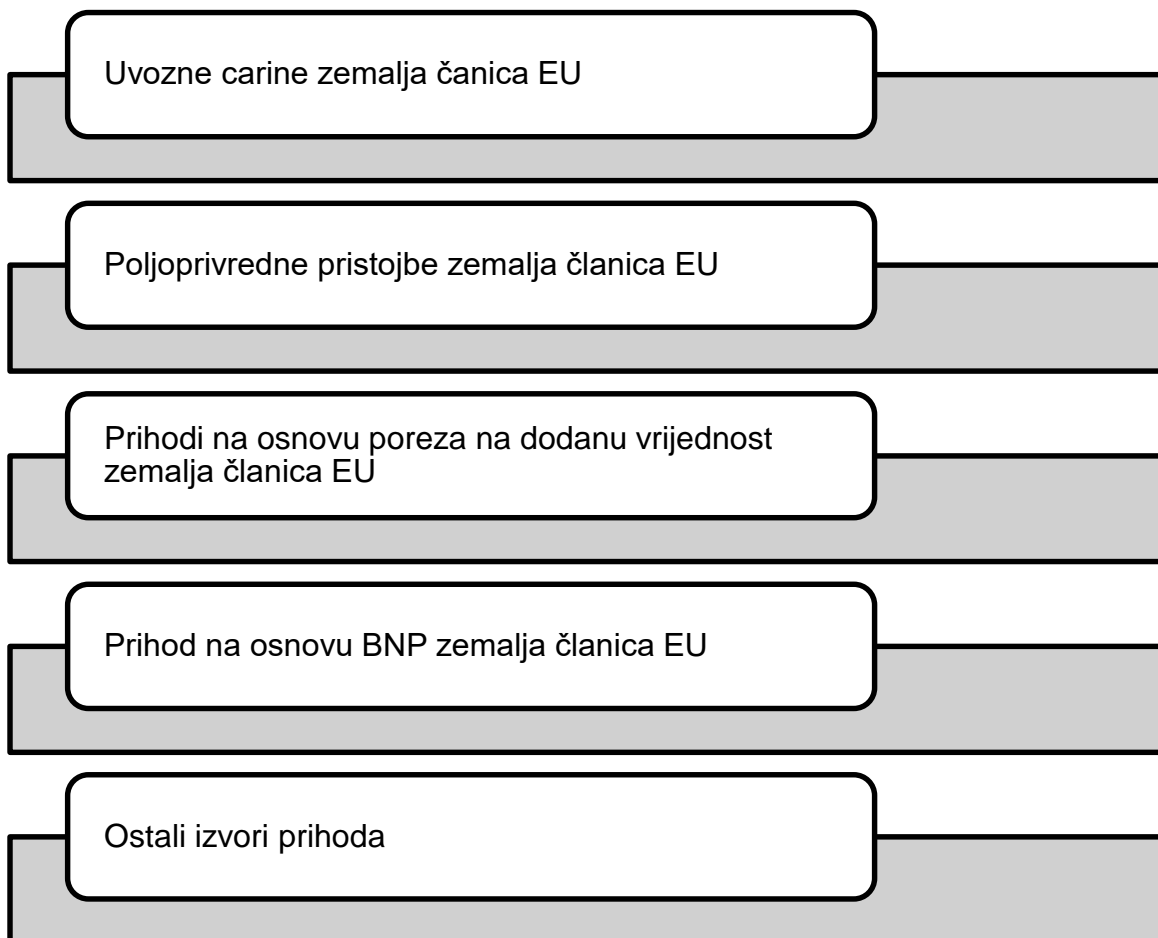 Uvozne carine zemalja čanica EU
Poljoprivredne pristojbe zemalja članica EU
Prihodi na osnovu poreza na dodanu vrijednost
zemalja članica EU
Prihod na osnovu BNP zemalja članica EU
Ostali izvori prihoda